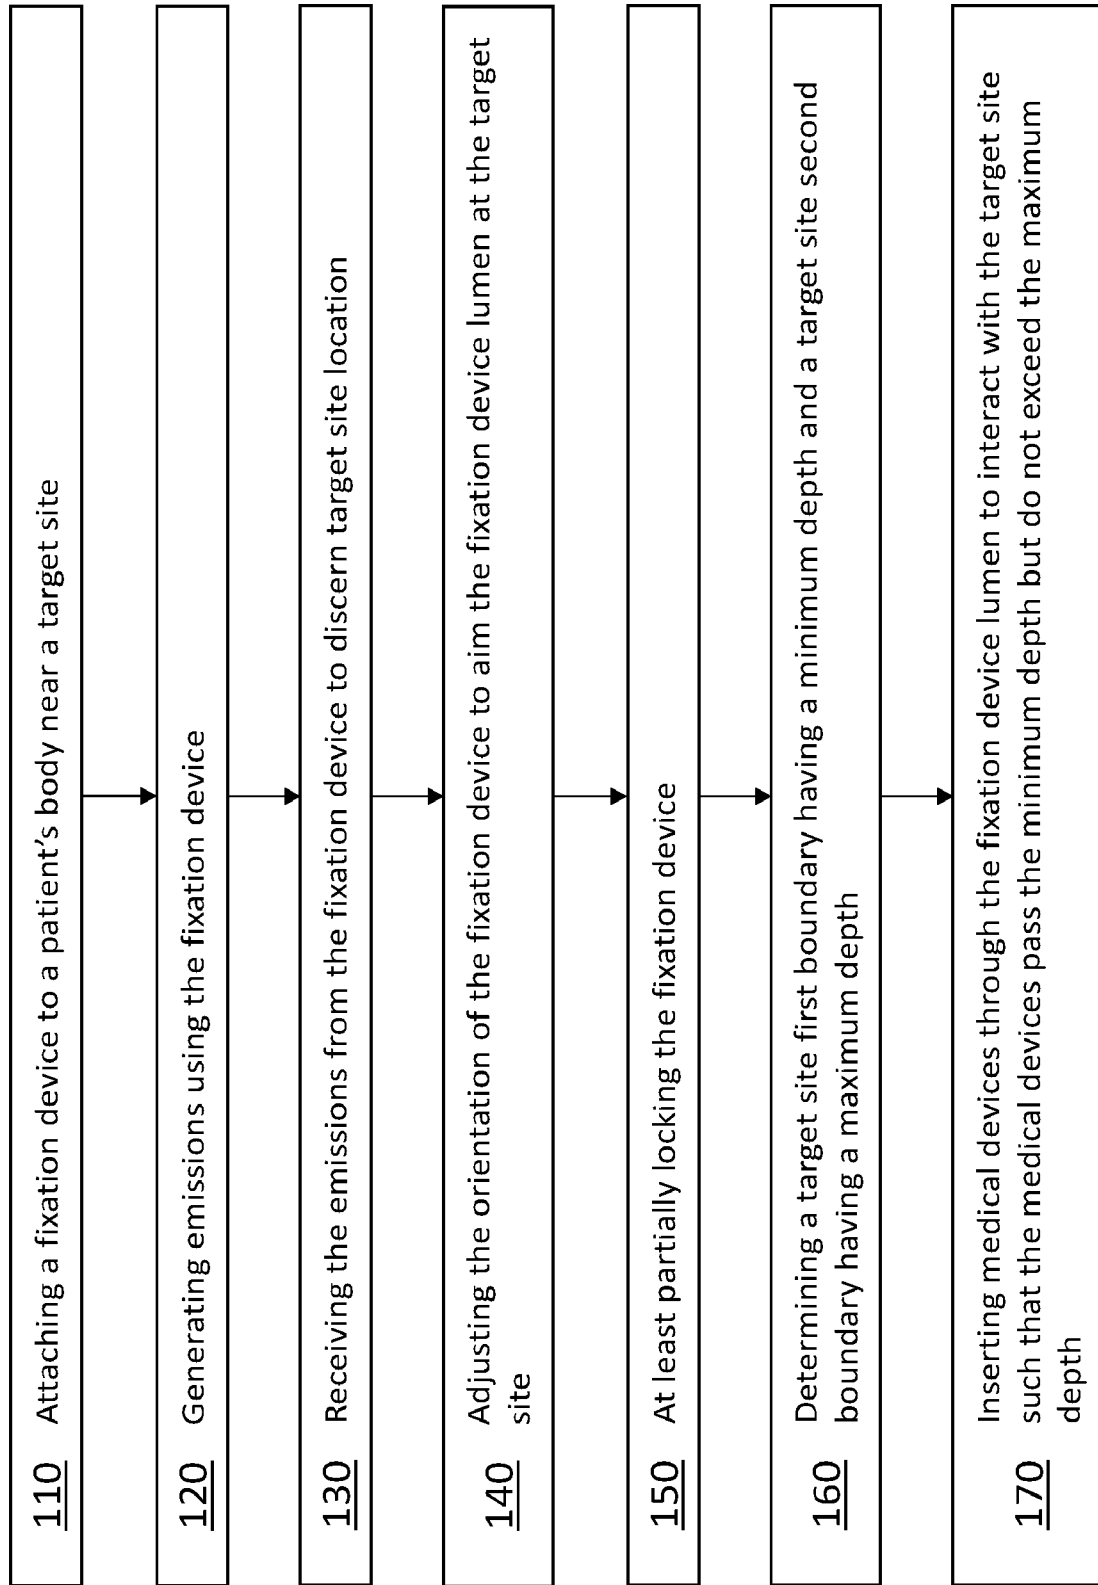 110 Attaching a fixation device to a patient's body near a target site
120 Generating emissions using the fixation device
130 Receiving the emissions from the fixation device to discern target site location
140 Adjusting the orientation of the fixation device to aim the fixation device lumen at the target
site
150 At least partially locking the fixation device
160 Determining a target site first boundary having a minimum depth and a target site second
boundary having a maximum depth
170 Inserting medical devices through the fixation device lumen to interact with the target site
such that the medical devices pass the minimum depth but do not exceed the maximum
depth